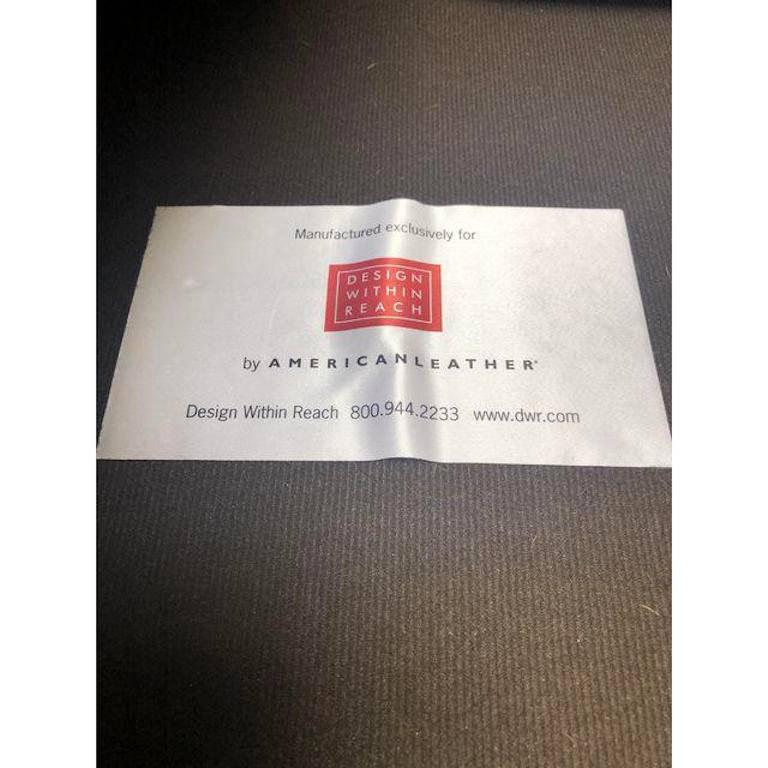 Manufactured exclusively for
DESIGN
WITHIN
REACH
by AMERICANLEATHER®
Design Within Reach 800.944.2233 www.dwr.com